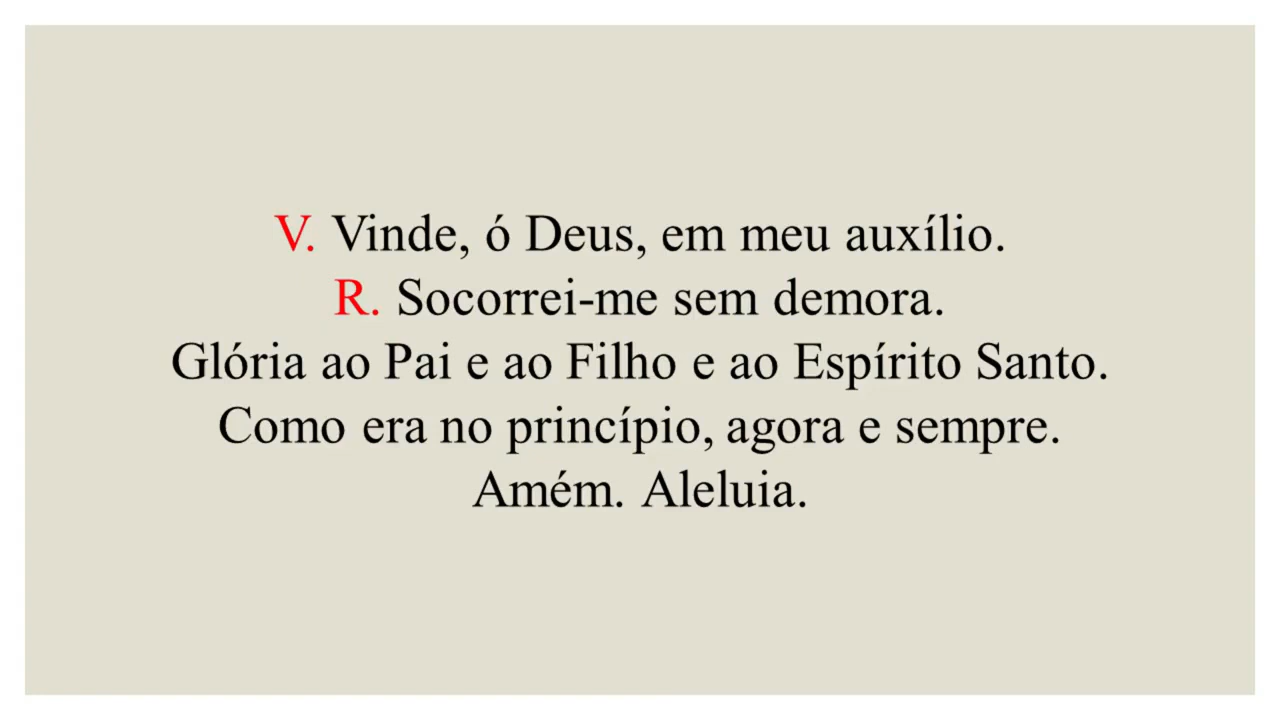 V. Vinde, ó Deus, em meu auxílio.
R. Socorrei-me sem demora.
Glória ao Pai e ao Filho e ao Espírito Santo.
Como era no princípio, agora e sempre.
Amém. Aleluia.